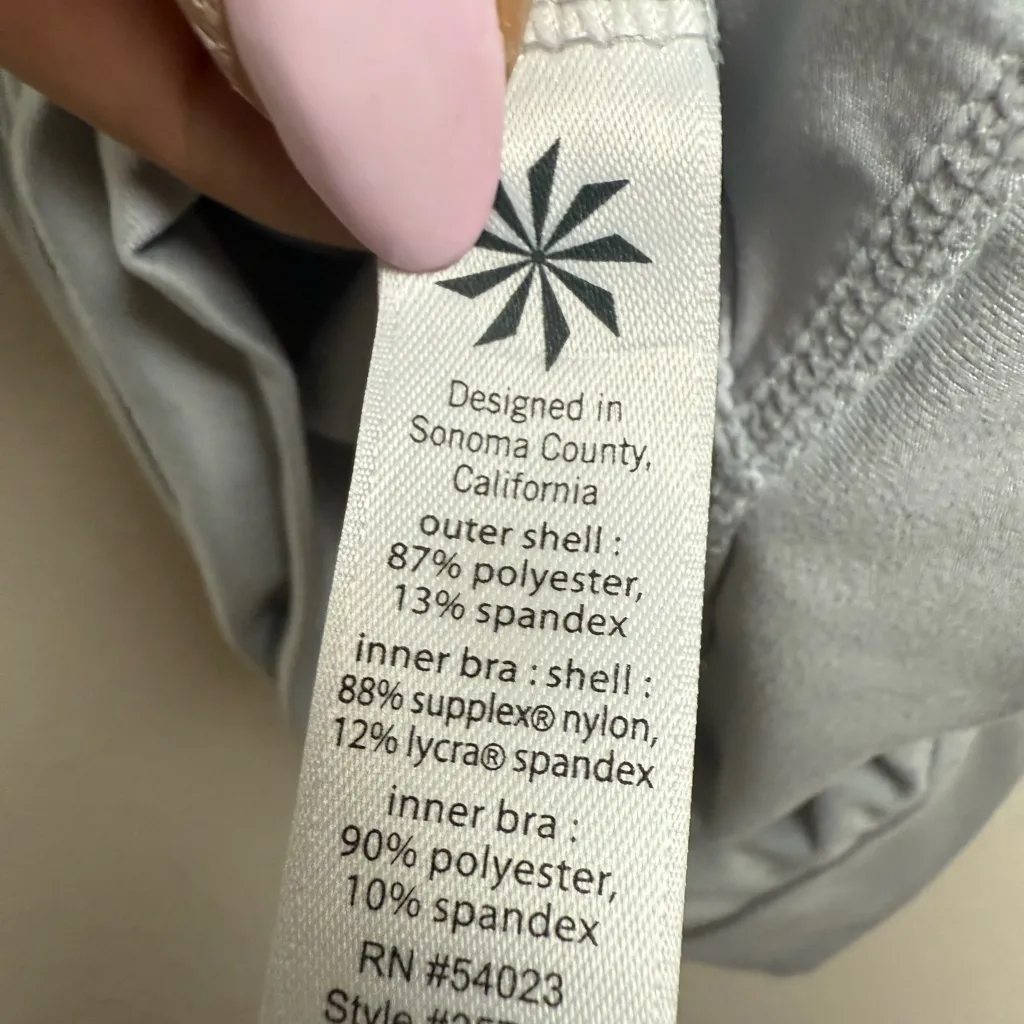 Designed in
Sonoma County,
California
outer shell :
87% polyester,
13% spandex
inner bra : shell :
88% supplex® nylon,
12% lycra® spandex
inner bra :
90% polyester,
10% spandex
RN #54023
Style